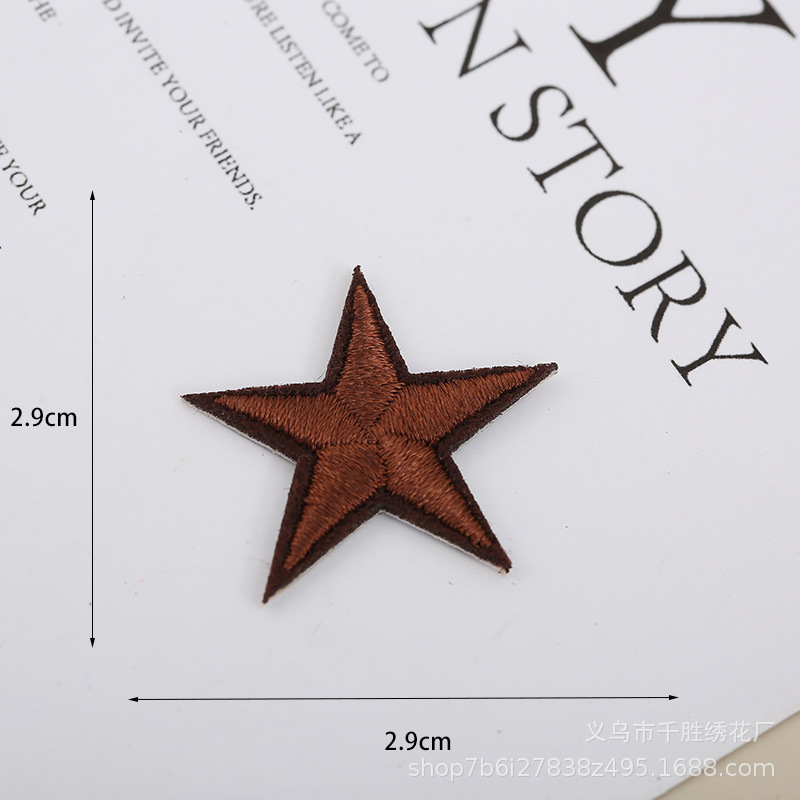 THE
COME TO
RE LISTEN LIKE A
D INVITE YOUR FRIENDS.
YOUR
Y
N STORY
2.9cm
2.9cm
义乌市千胜绣花厂
shop7b6i27838z495.1688.com